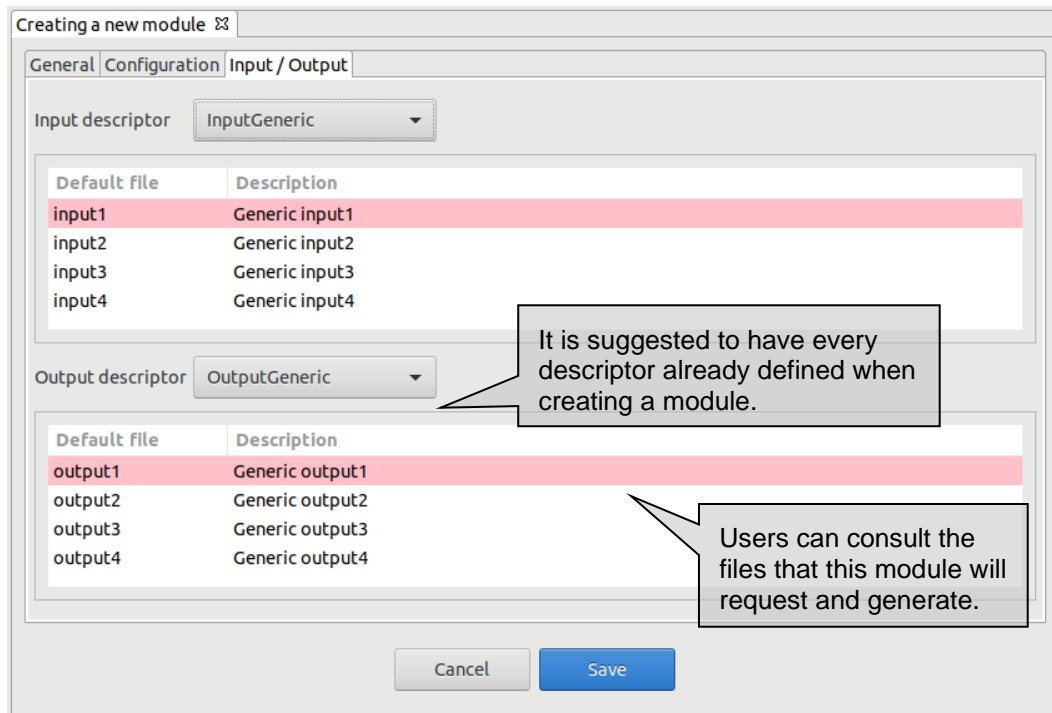 Creating a new module
General Configuration Input / Output
Input descriptor InputGeneric
Default file Description
input1 Generic input1
input2 Generic input2
input3 Generic input3
input4 Generic input4
It is suggested to have every
descriptor already defined when
creating a module.
Output descriptor OutputGeneric
Default file Description
output1 Generic output1
output2 Generic output2
output3 Generic output3
output4 Generic output4
Users can consult the
files that this module will
request and generate.
Cancel Save